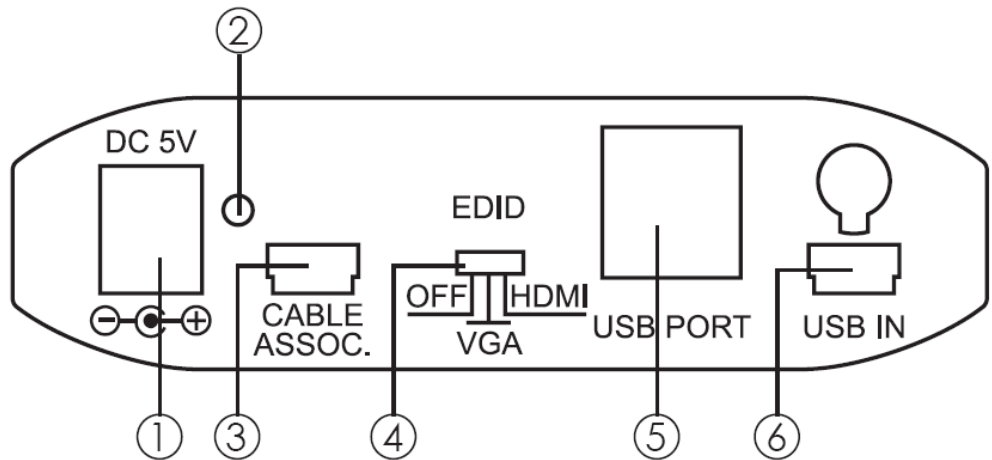 ②
DC 5V
EDID
OFF
HDMI
VGA
CABLE
ASSOC.
USB PORT
USB IN
① ③ ④ ⑤ ⑥